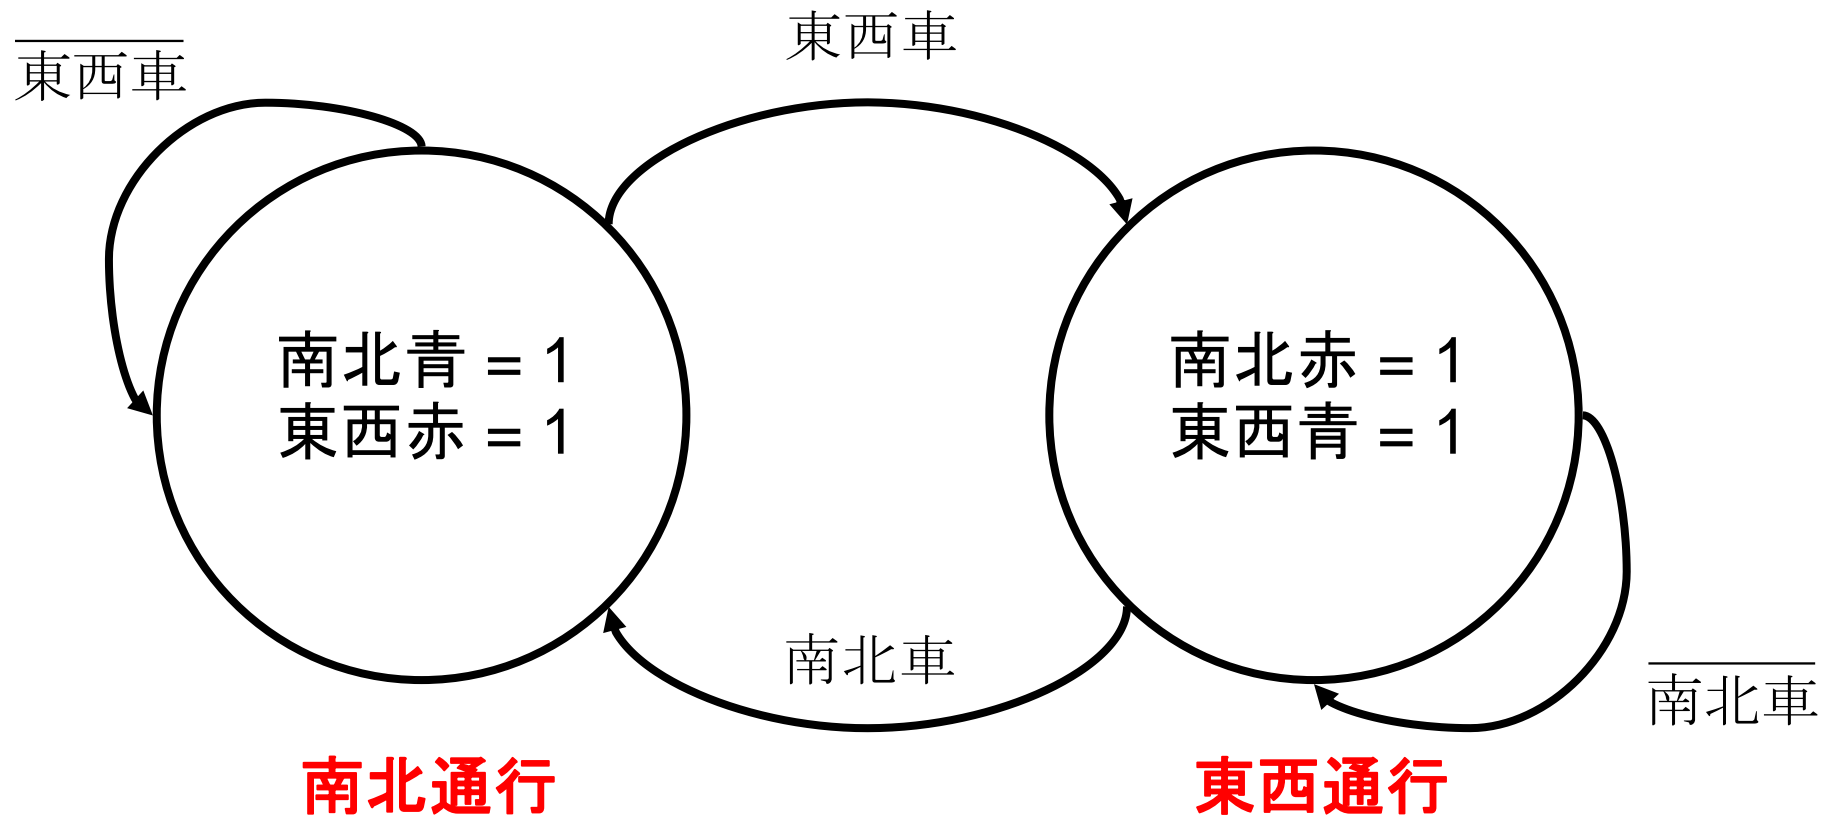 東西車
東西車
南北青 = 1
東西赤 = 1
南北赤 = 1
東西青 = 1
南北車
南北車
南北通行
東西通行